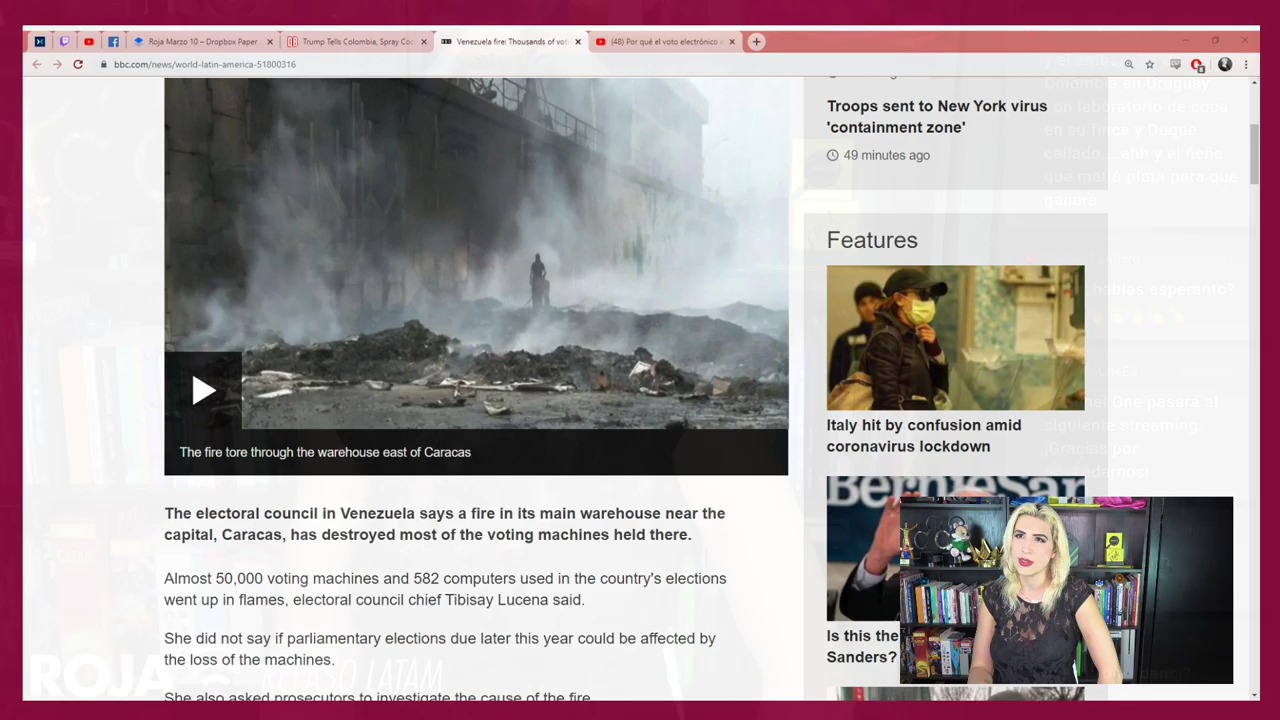 Roja Marzo 10 – Dropbox Paper
Trump Tells Colombia, Spray Coc
BBC
Venezuela fire: Thousands of vot
(48) Por qué el voto electrónico
bbc.com/news/world-latin-america-51800316
Troops sent to New York virus
'containment zone'
49 minutes ago
y el
Colombia en Uruguay
con laboratorio de coca
en su finca y Duque
callado....ahh y el ñeñe
que metió plata para que
ganara.
Features
hablas esperanto?
The fire tore through the warehouse east of Caracas
Italy hit by confusion amid
coronavirus lockdown
One pasara al
siguiente streaming.
¡Gracias por
The electoral council in Venezuela says a fire in its main warehouse near the
capital, Caracas, has destroyed most of the voting machines held there.
BernieSan
Almost 50,000 voting machines and 582 computers used in the country's elections
went up in flames, electoral council chief Tibisay Lucena said.
She did not say if parliamentary elections due later this year could be affected by
the loss of the machines.
Is this the
Sanders?
ROJA
LATAM
She also asked prosecutors to investigate the cause of the fire.